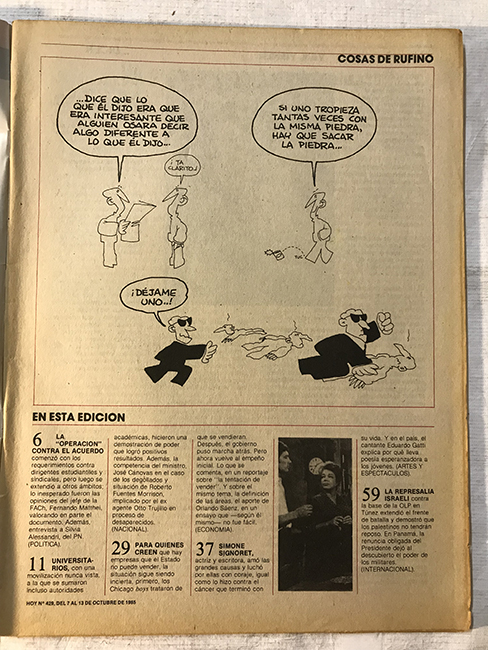 COSAS DE RUFINO
...DICE QUE LO
QUE ÉL DIJO ERA QUE
ERA INTERESANTE QUE
ALGUIEN OSARA DECIR
ALGO DIFERENTE A
LO QUE ÉL DIJO...
¡TA
CLARITO!
SI UNO TROPIEZA
TANTAS VECES CON
LA MISMA PIEDRA,
HAY QUE SACAR
LA PIEDRA...
¡DÉJAME
UNO..!
EN ESTA EDICION
6 LA
"OPERACION"
CONTRA EL ACUERDO
comenzó con los
requerimientos contra
dirigentes estudiantiles y
sindicales, pero luego se
extendió a otros ámbitos:
lo inesperado fueron las
opiniones del jefe de la
FACh, Fernando Matthei,
valorando en parte el
documento. Además,
entrevista a Silvia
Alessandri, del PN.
(POLITICA).
11 UNIVERSITA-
RIOS, con una
movilización nunca vista,
a la que se sumaron
incluso autoridades
académicas, hicieron una
demostración de poder
que logró positivos
resultados. Además, la
competencia del ministro
José Cánovas en el caso
de los degollados y
situación de Roberto
Fuentes Morrison,
implicado por el ex
agente Otto Trujillo en
proceso de
desaparecidos.
(NACIONAL).
29 PARA QUIENES
CREEN que hay
empresas que el Estado
puede vender, la
situación sigue siendo
incierta, primero, los
Chicago boys trataron de
que se vendieran.
Después, el gobierno
puso marcha atrás. Pero
ahora vuelve al empeño
inicial. Lo que se
comenta, en un reportaje
sobre "la tentación de
vender". Y sobre el
mismo tema, la definición
de las áreas, el aporte de
Orlando Sáenz, en un
ensayo que —según él
mismo— no fue fácil.
(ECONOMIA).
37 SIMONE
SIGNORET,
actriz y escritora, amó las
grandes causas y luchó
por ellas con coraje, igual
como lo hizo contra el
cáncer que terminó con
su vida. Y en el país, el
cantante Eduardo Gatti
explica por qué lleva
poesía esperanzadora a
los jóvenes. (ARTES Y
ESPECTACULOS).
59 LA REPRESALIA
ISRAELI contra
la base de la OLP en
Túnez extendió el frente
de batalla y demostró que
los palestinos no tendrán
reposo. En Panamá, la
renuncia obligada del
Presidente dejó al
descubierto el poder de
los militares.
(INTERNACIONAL).
HOY Nº 429, DEL 7 AL 13 DE OCTUBRE DE 1985